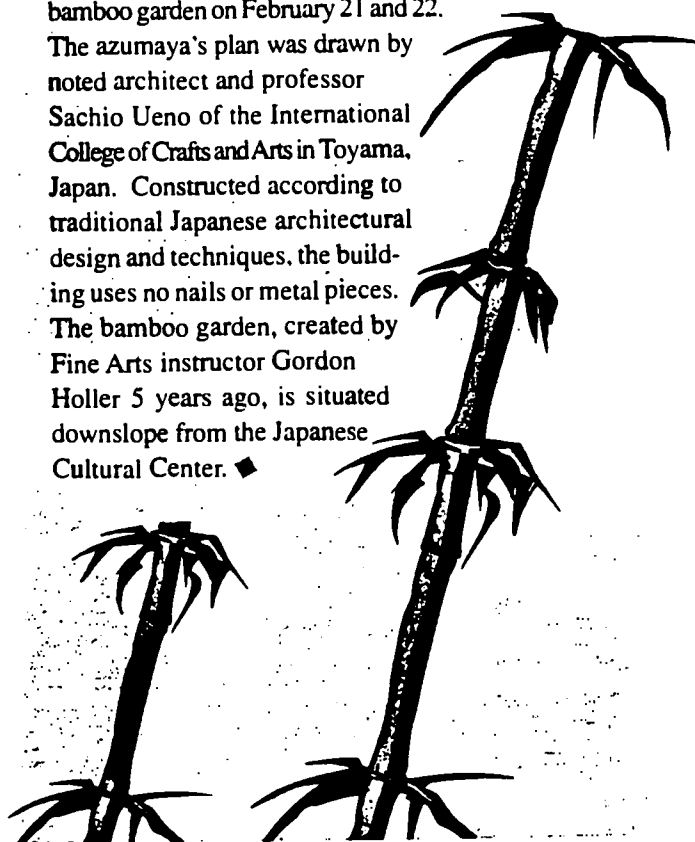 bamboo garden on February 21 and 22.
The azumaya's plan was drawn by
noted architect and professor
Sachio Ueno of the International
College of Crafts and Arts in Toyama,
Japan. Constructed according to
traditional Japanese architectural
design and techniques, the build-
ing uses no nails or metal pieces.
The bamboo garden, created by
Fine Arts instructor Gordon
Holler 5 years ago, is situated
downslope from the Japanese
Cultural Center. ◆